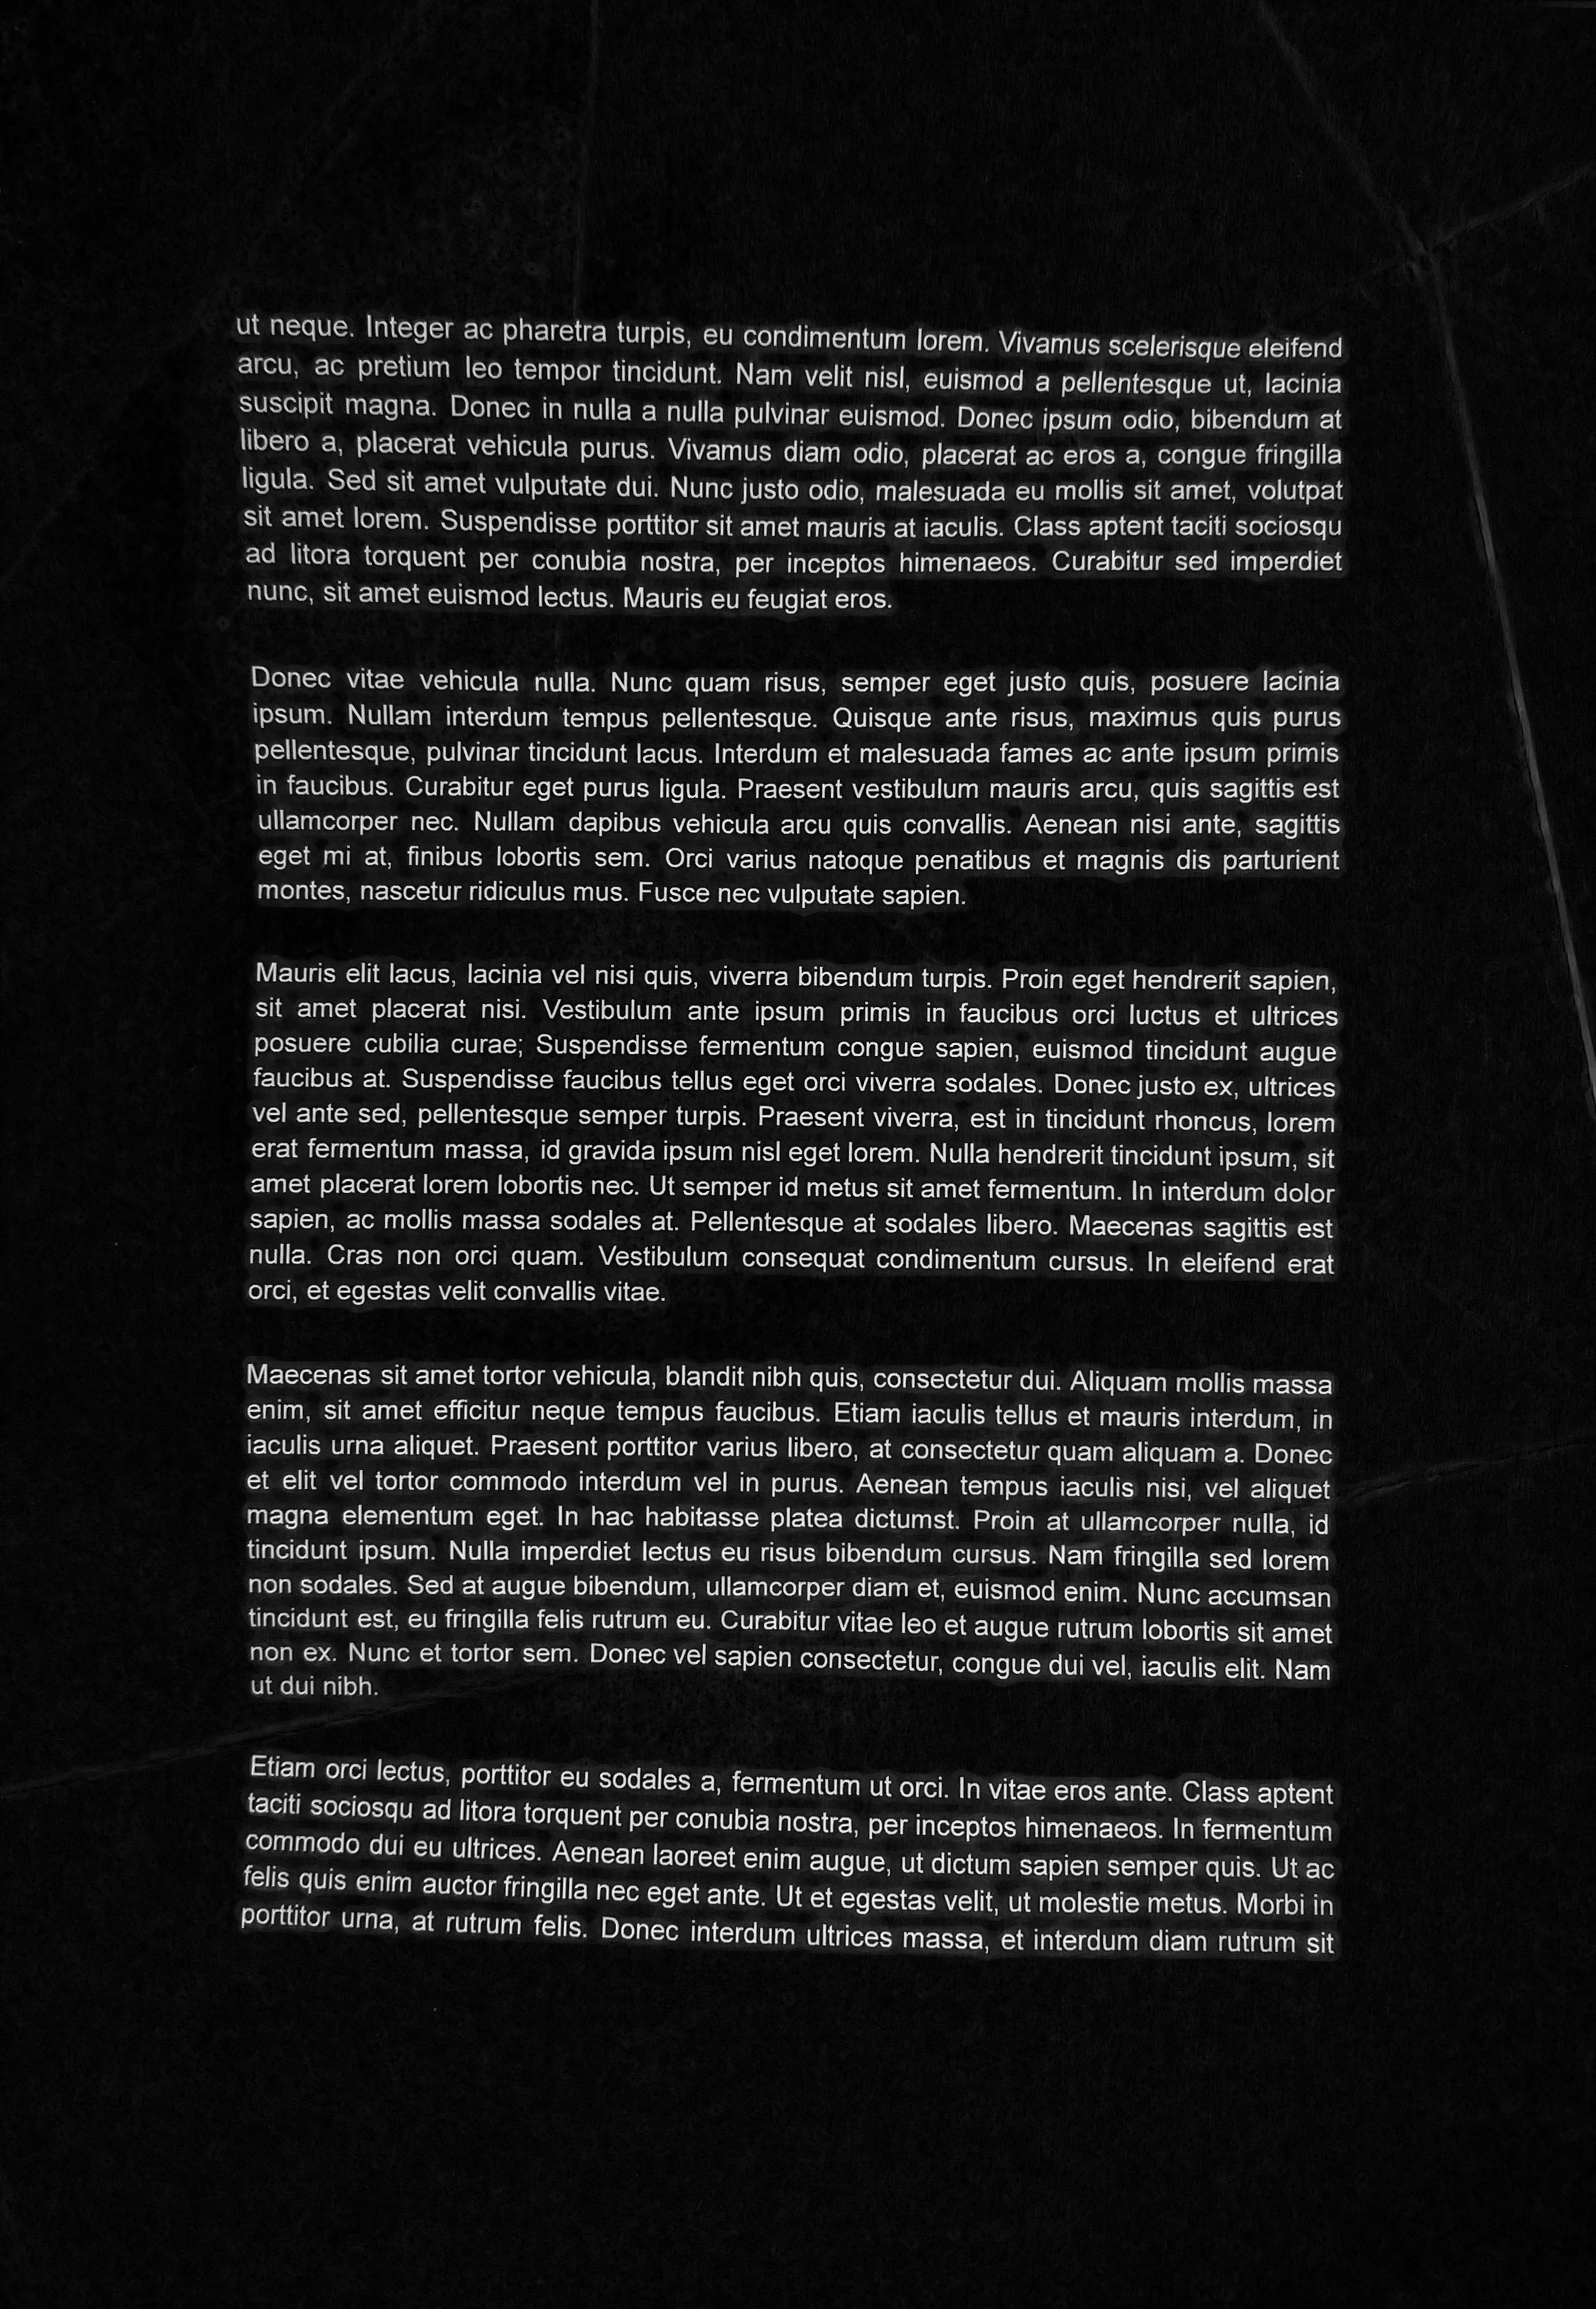 ut neque. Integer ac pharetra turpis, eu condimentum lorem. Vivamus scelerisque eleifend
arcu, ac pretium leo tempor tincidunt. Nam velit nisl, euismod a pellentesque ut, lacinia
suscipit magna. Donec in nulla a nulla pulvinar euismod. Donec ipsum odio, bibendum at
libero a, placerat vehicula purus. Vivamus diam odio, placerat ac eros a, congue fringilla
ligula. Sed sit amet vulputate dui. Nunc justo odio, malesuada eu mollis sit amet, volutpat
sit amet lorem. Suspendisse porttitor sit amet mauris at iaculis. Class aptent taciti sociosqu
ad litora torquent per conubia nostra, per inceptos himenaeos. Curabitur sed imperdiet
nunc, sit amet euismod lectus. Mauris eu feugiat eros.
Donec vitae vehicula nulla. Nunc quam risus, semper eget justo quis, posuere lacinia
ipsum. Nullam interdum tempus pellentesque. Quisque ante risus, maximus quis purus
pellentesque, pulvinar tincidunt lacus. Interdum et malesuada fames ac ante ipsum primis
in faucibus. Curabitur eget purus ligula. Praesent vestibulum mauris arcu, quis sagittis est
ullamcorper nec. Nullam dapibus vehicula arcu quis convallis. Aenean nisi ante, sagittis
eget mi at, finibus lobortis sem. Orci varius natoque penatibus et magnis dis parturient
montes, nascetur ridiculus mus. Fusce nec vulputate sapien.
Mauris elit lacus, lacinia vel nisi quis, viverra bibendum turpis. Proin eget hendrerit sapien,
sit amet placerat nisi. Vestibulum ante ipsum primis in faucibus orci luctus et ultrices
posuere cubilia curae; Suspendisse fermentum congue sapien, euismod tincidunt augue
faucibus at. Suspendisse faucibus tellus eget orci viverra sodales. Donec justo ex, ultrices
vel ante sed, pellentesque semper turpis. Praesent viverra, est in tincidunt rhoncus, lorem
erat fermentum massa, id gravida ipsum nisl eget lorem. Nulla hendrerit tincidunt ipsum, sit
amet placerat lorem lobortis nec. Ut semper id metus sit amet fermentum. In interdum dolor
sapien, ac mollis massa sodales at. Pellentesque at sodales libero. Maecenas sagittis est
nulla. Cras non orci quam. Vestibulum consequat condimentum cursus. In eleifend erat
orci, et egestas velit convallis vitae.
Maecenas sit amet tortor vehicula, blandit nibh quis, consectetur dui. Aliquam mollis massa
enim, sit amet efficitur neque tempus faucibus. Etiam iaculis tellus et mauris interdum, in
iaculis urna aliquet. Praesent porttitor varius libero, at consectetur quam aliquam a. Donec
et elit vel tortor commodo interdum vel in purus. Aenean tempus iaculis nisi, vel aliquet
magna elementum eget. In hac habitasse platea dictumst. Proin at ullamcorper nulla, id
tincidunt ipsum. Nulla imperdiet lectus eu risus bibendum cursus. Nam fringilla sed lorem
non sodales. Sed at augue bibendum, ullamcorper diam et, euismod enim. Nunc accumsan
tincidunt est, eu fringilla felis rutrum eu. Curabitur vitae leo et augue rutrum lobortis sit amet
non ex. Nunc et tortor sem. Donec vel sapien consectetur, congue dui vel, iaculis elit. Nam
ut dui nibh.
Etiam orci lectus, porttitor eu sodales a, fermentum ut orci. In vitae eros ante. Class aptent
taciti sociosqu ad litora torquent per conubia nostra, per inceptos himenaeos. In fermentum
commodo dui eu ultrices. Aenean laoreet enim augue, ut dictum sapien semper quis. Ut ac
felis quis enim auctor fringilla nec eget ante. Ut et egestas velit, ut molestie metus. Morbi in
porttitor urna, at rutrum felis. Donec interdum ultrices massa, et interdum diam rutrum sit